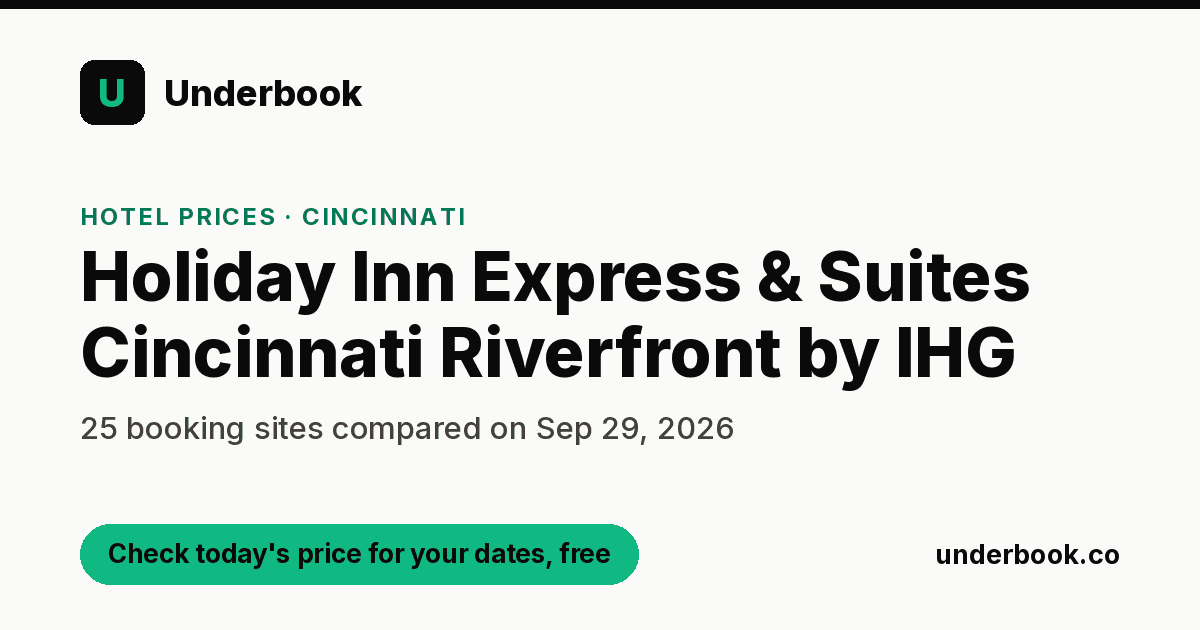 U Underbook
HOTEL PRICES · CINCINNATI
Holiday Inn Express & Suites
Cincinnati Riverfront by IHG
25 booking sites compared on Sep 29, 2026
Check today's price for your dates, free
underbook.co